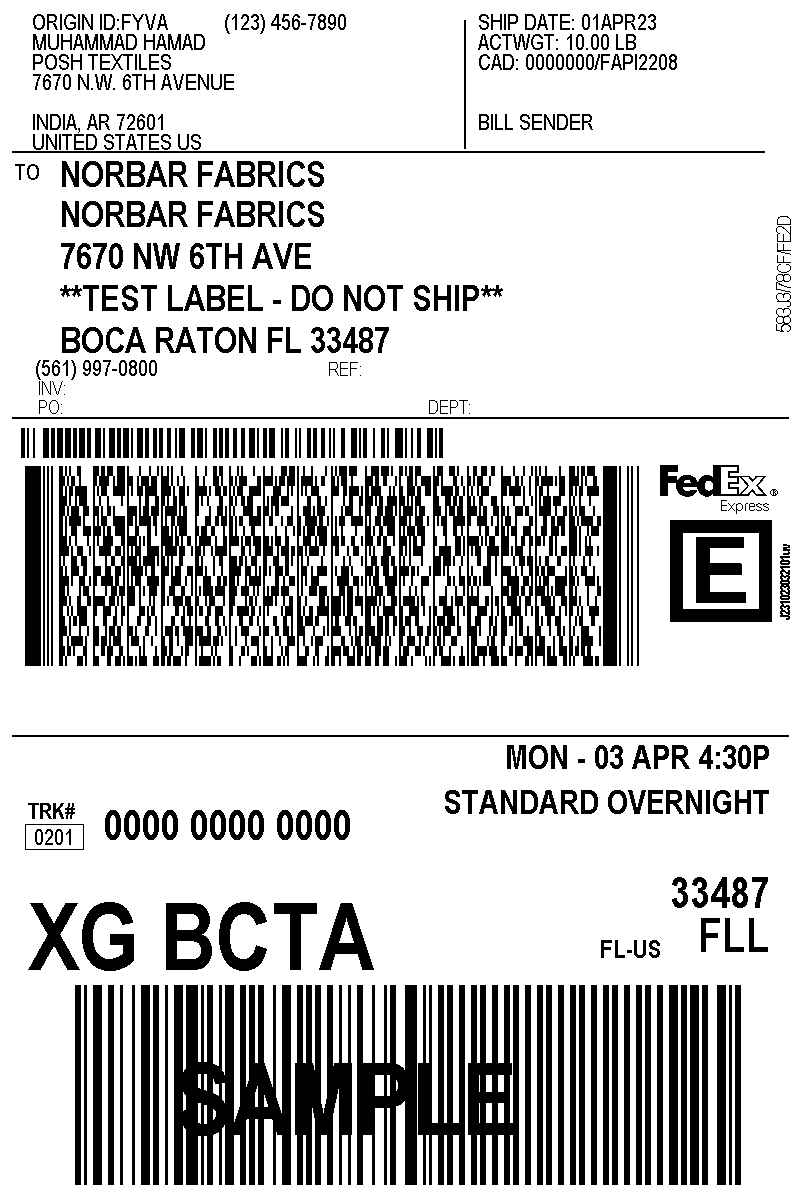 ORIGIN ID:FYVA (123) 456-7890
MUHAMMAD HAMAD
POSH TEXTILES
7670 N.W. 6TH AVENUE
INDIA, AR 72601
UNITED STATES US
SHIP DATE: 01APR23
ACTWGT: 10.00 LB
CAD: 0000000/FAPI2208
BILL SENDER
TO NORBAR FABRICS
NORBAR FABRICS
7670 NW 6TH AVE
**TEST LABEL - DO NOT SHIP**
BOCA RATON FL 33487
(561) 997-0800 REF:
INV:
PO: DEPT:
583J3/78CF/FE2D
FedEx®
Express
E
J231023032101uv
MON - 03 APR 4:30P
STANDARD OVERNIGHT
TRK#
0201 0000 0000 0000
33487
XG BCTA
FL-US FLL
SAMPLE